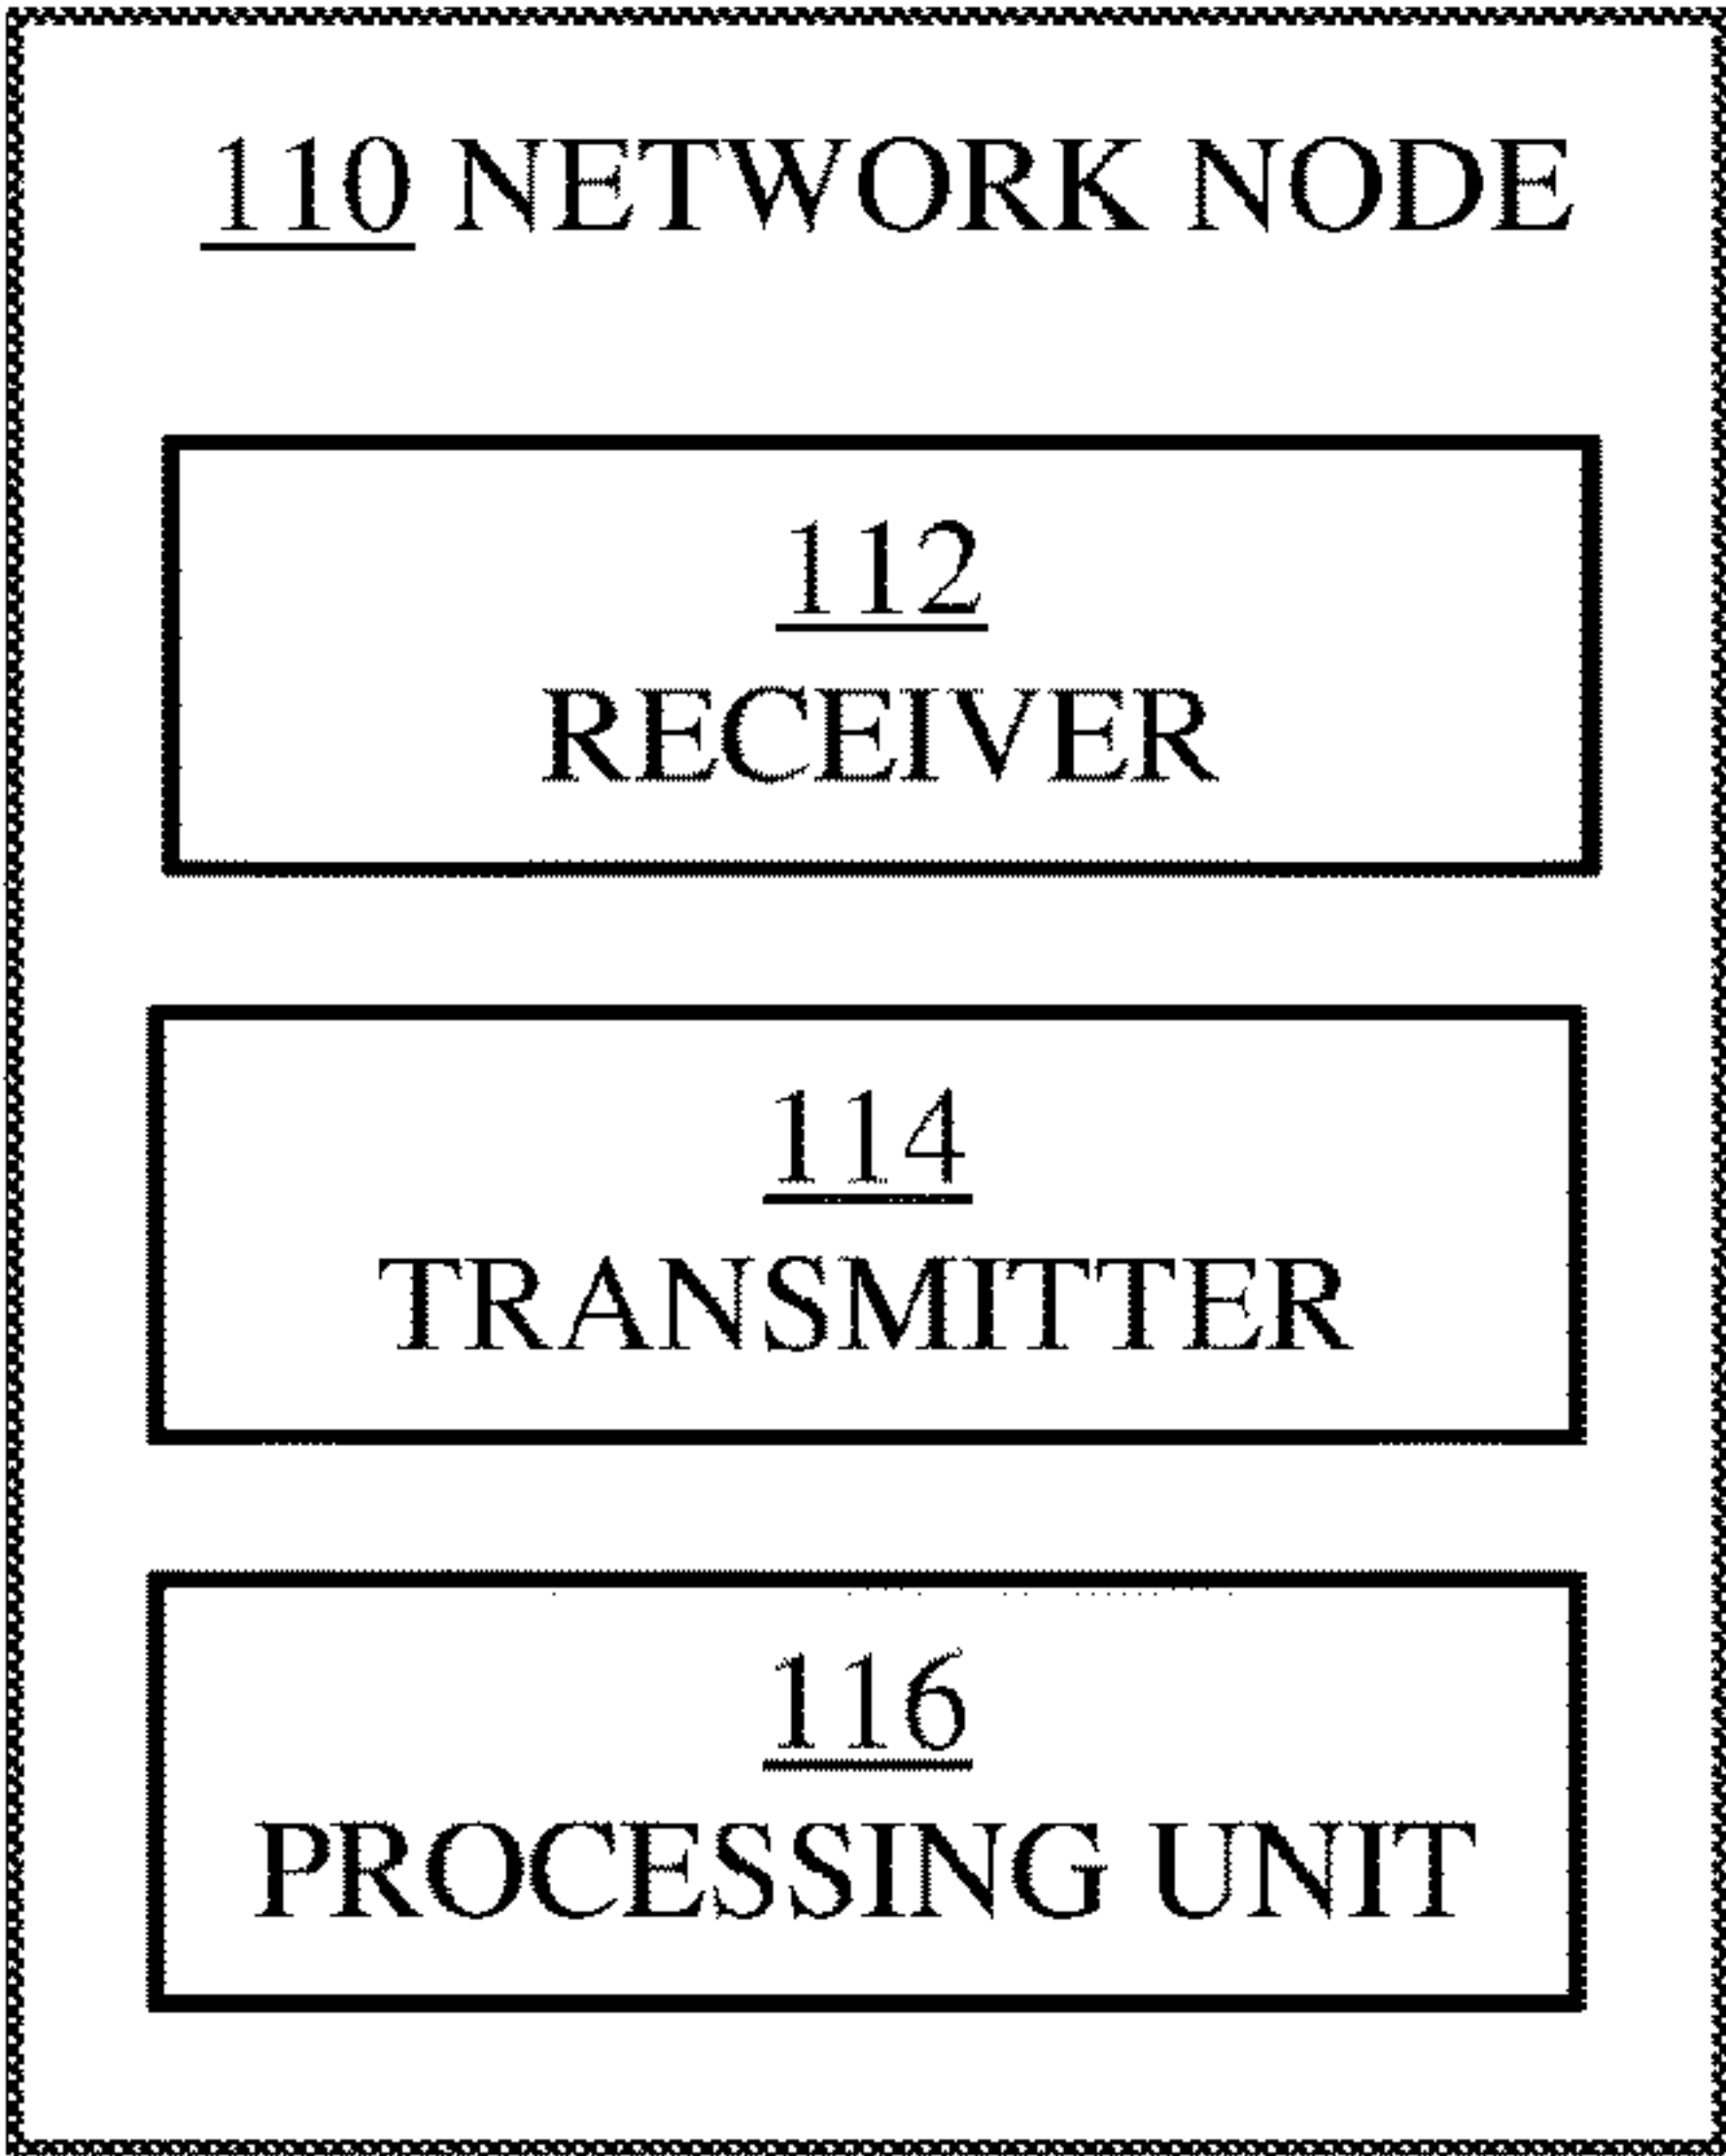 110 NETWORK NODE
112
RECEIVER
114
TRANSMITTER
116
PROCESSING UNIT